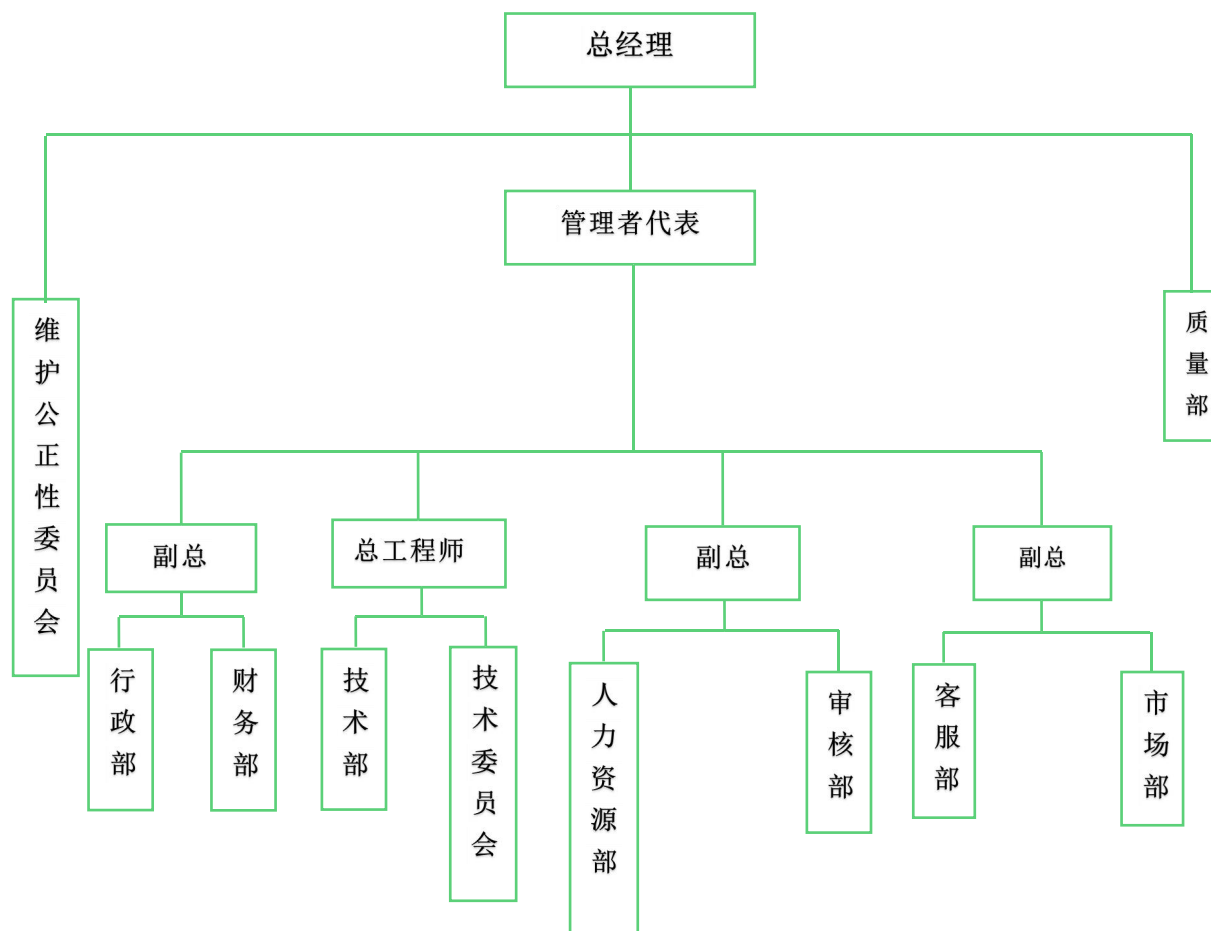 总经理
管理者代表
维护公正性委员会
质量部
副总
总工程师
副总
副总
行政部
财务部
技术部
技术委员会
人力资源部
审核部
客服部
市场部